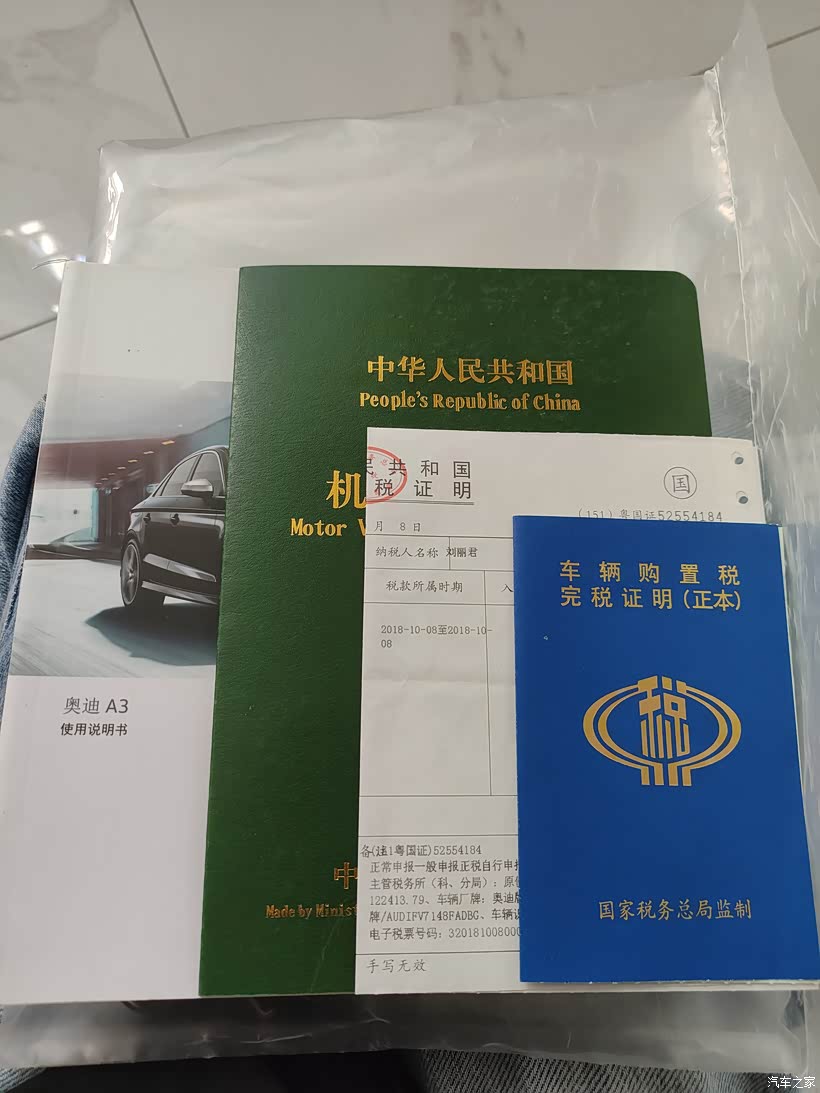 中华人民共和国
People's Republic of China
机
Motor V
中
Made by Minist
奥迪 A3
使用说明书
民共和国
税证明
国
(151) 粤国证52554184
月 8日
纳税人名称 刘丽君
税款所属时期
入
2018-10-08至2018-10-
08
(151粤国证)52554184
正常申报一般申报正税自行申报
主管税务所（科、分局）：原
122413.79、车辆厂牌：奥迪牌
牌/AUDIFV7148FADBG、车辆
电子税票号码：320181008000
手写无效
车辆购置税
完税证明(正本)
税
国家税务总局监制
汽车之家